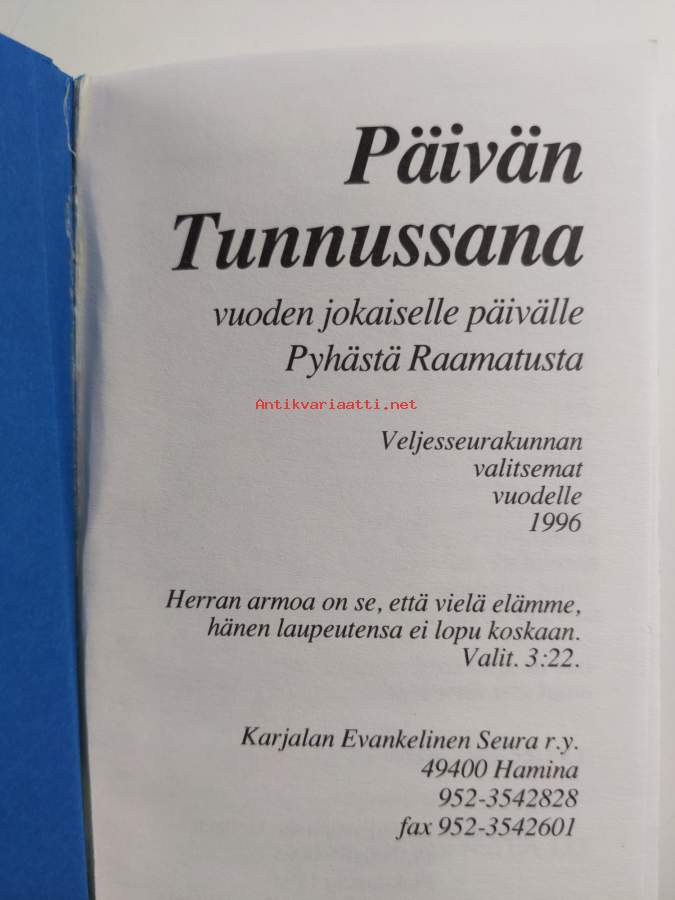 Päivän
Tunnussana
vuoden jokaiselle päivälle
Pyhästä Raamatusta
Antikvariaatti.net
Veljesseurakunnan
valitsemat
vuodelle
1996
Herran armoa on se, että vielä elämme,
hänen laupeutensa ei lopu koskaan.
Valit. 3:22.
Karjalan Evankelinen Seura r.y.
49400 Hamina
952-3542828
fax 952-3542601